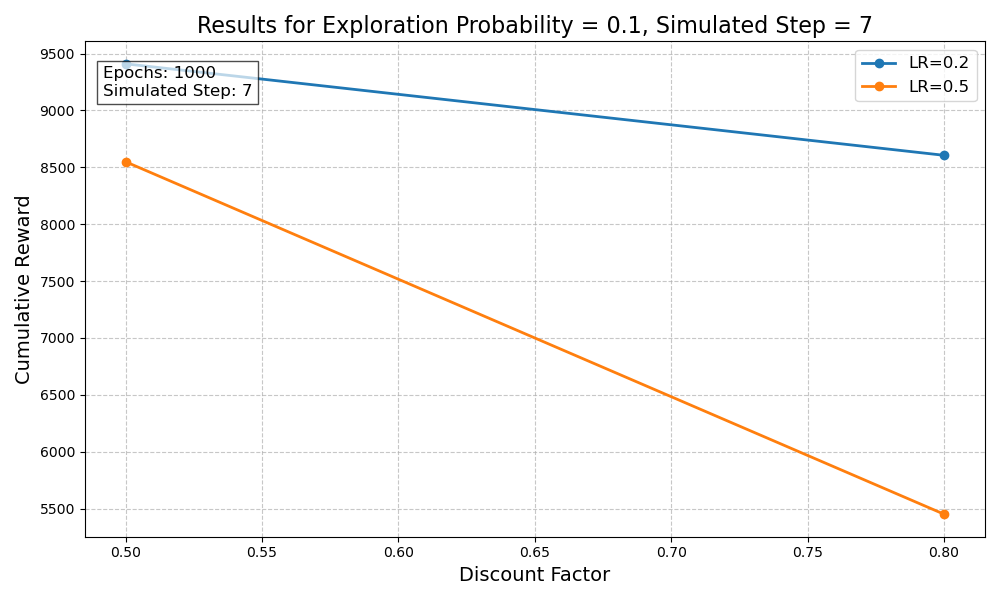 Results for Exploration Probability = 0.1, Simulated Step = 7
Cumulative Reward
9500
9000
8500
8000
7500
7000
6500
6000
5500
Epochs: 1000
Simulated Step: 7
LR=0.2
LR=0.5
0.50
0.55
0.60
0.65
0.70
0.75
0.80
Discount Factor